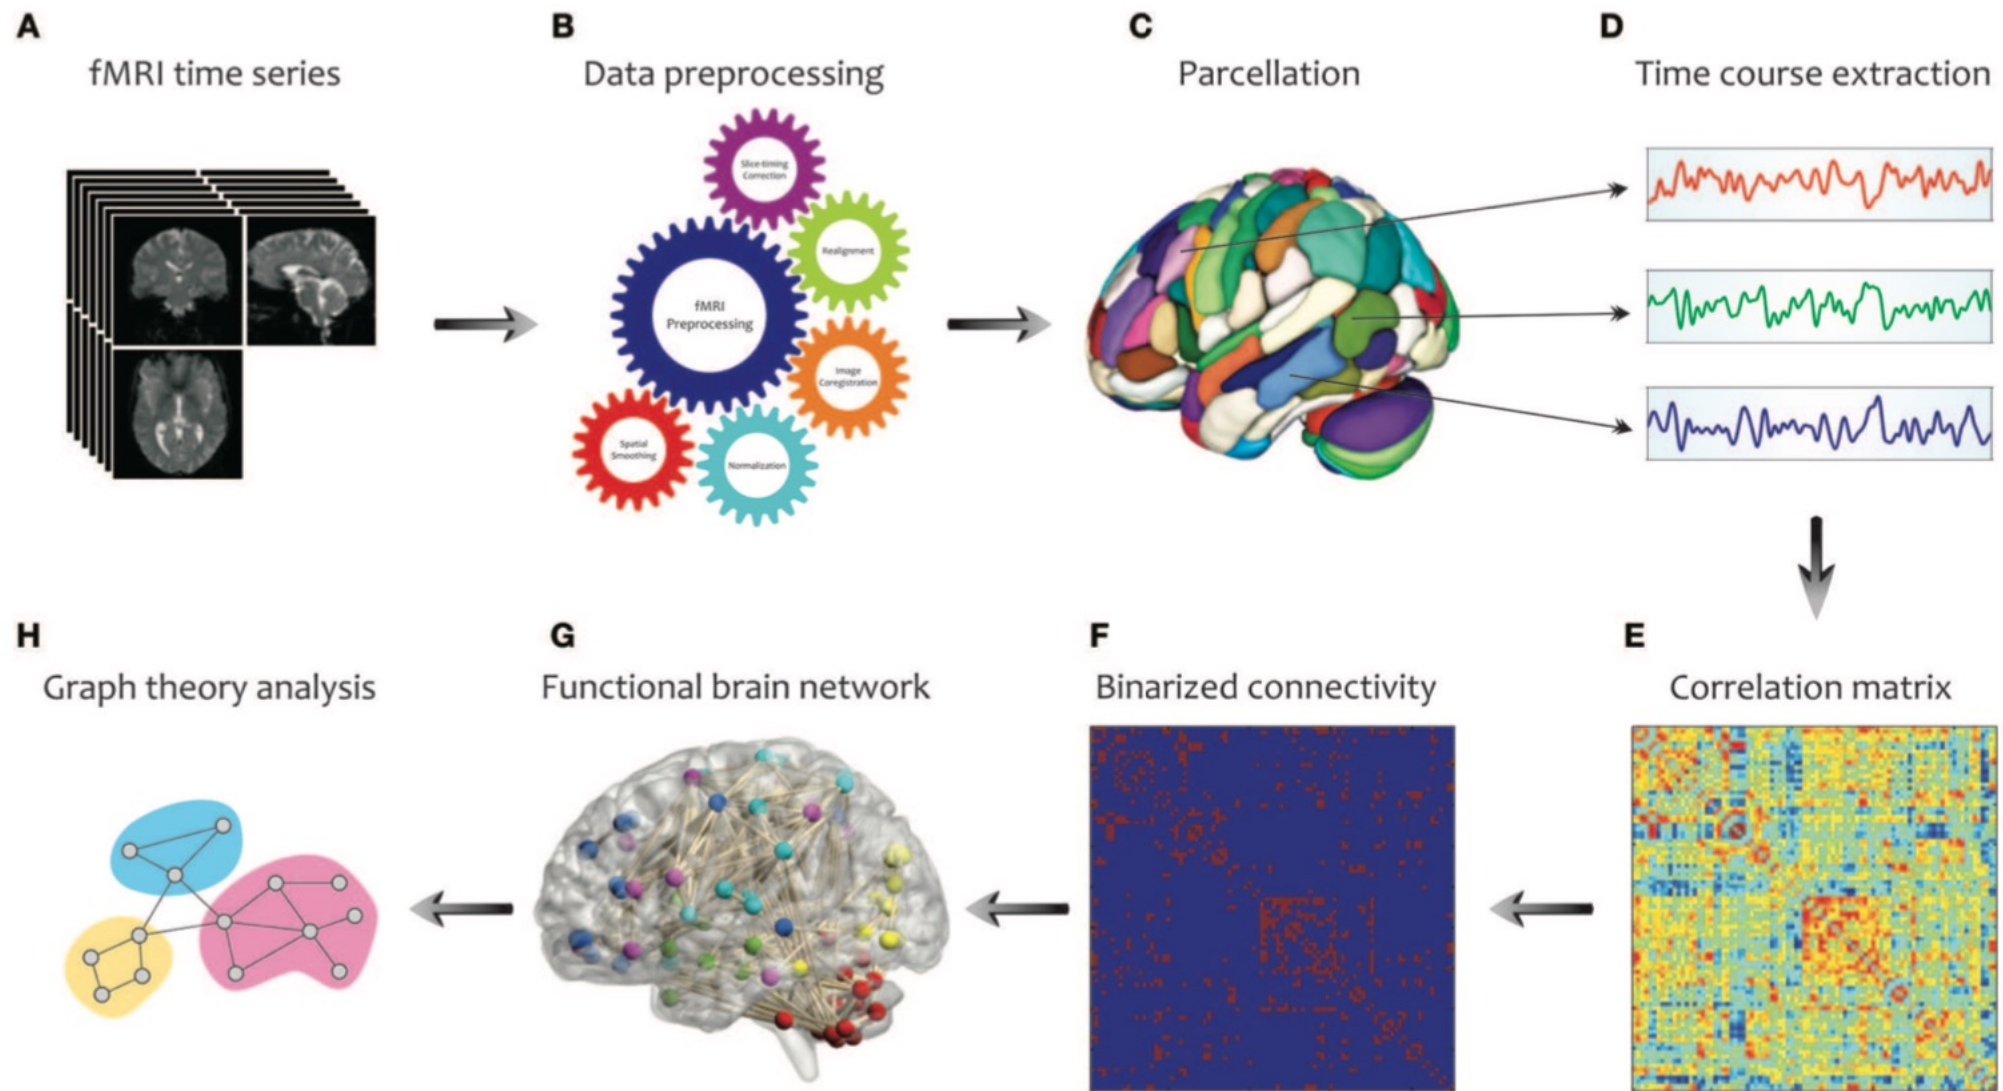 A
fMRI time series
B
Data preprocessing
Slice-timing
Correction
Realignment
fMRI
Preprocessing
Image
Coregistration
Spatial
Smoothing
Normalization
C
Parcellation
D
Time course extraction
H
Graph theory analysis
G
Functional brain network
F
Binarized connectivity
E
Correlation matrix